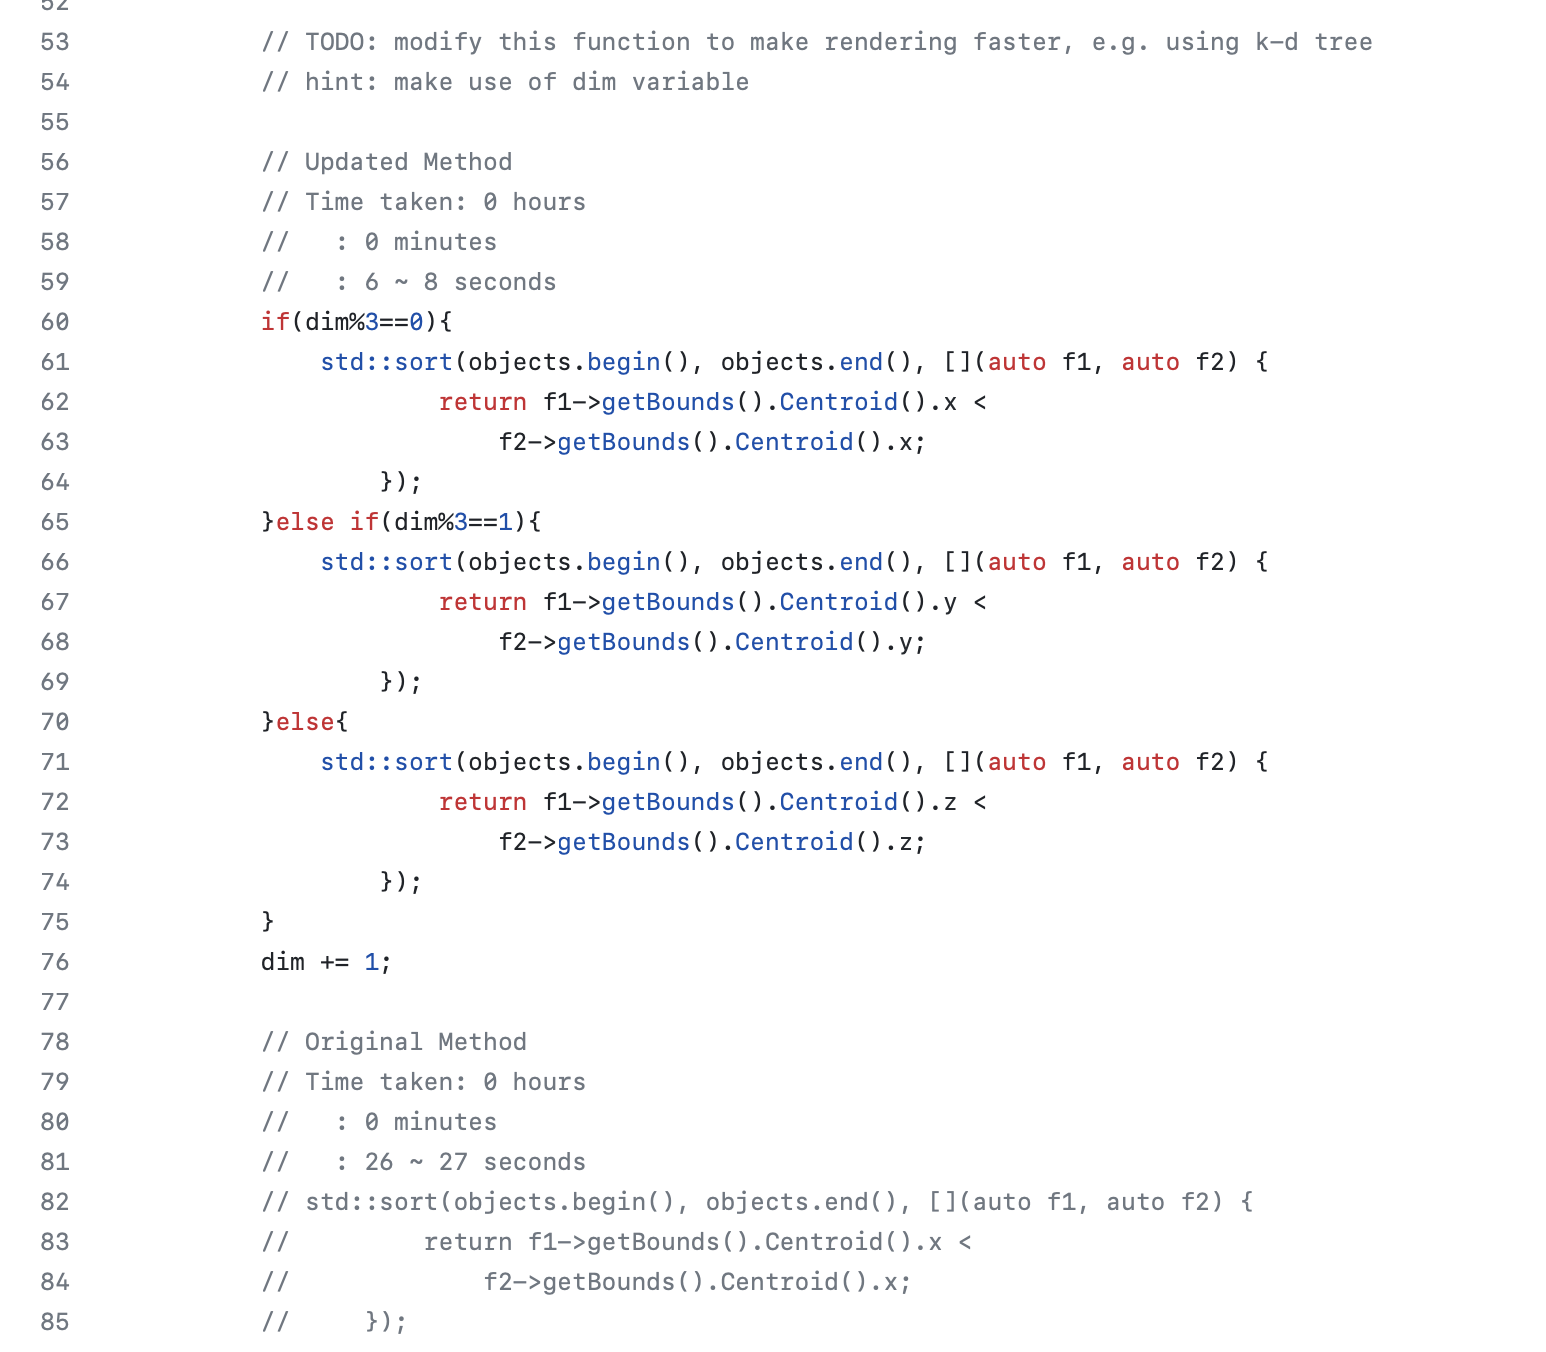 52
53 // TODO: modify this function to make rendering faster, e.g. using k-d tree
54 // hint: make use of dim variable
55
56 // Updated Method
57 // Time taken: 0 hours
58 //   : 0 minutes
59 //   : 6 ~ 8 seconds
60 if(dim%3==0){
61     std::sort(objects.begin(), objects.end(), [](auto f1, auto f2) {
62             return f1->getBounds().Centroid().x <
63                 f2->getBounds().Centroid().x;
64         });
65 }else if(dim%3==1){
66     std::sort(objects.begin(), objects.end(), [](auto f1, auto f2) {
67             return f1->getBounds().Centroid().y <
68                 f2->getBounds().Centroid().y;
69         });
70 }else{
71     std::sort(objects.begin(), objects.end(), [](auto f1, auto f2) {
72             return f1->getBounds().Centroid().z <
73                 f2->getBounds().Centroid().z;
74         });
75 }
76 dim += 1;
77
78 // Original Method
79 // Time taken: 0 hours
80 //   : 0 minutes
81 //   : 26 ~ 27 seconds
82 // std::sort(objects.begin(), objects.end(), [](auto f1, auto f2) {
83 //         return f1->getBounds().Centroid().x <
84 //             f2->getBounds().Centroid().x;
85 //     });